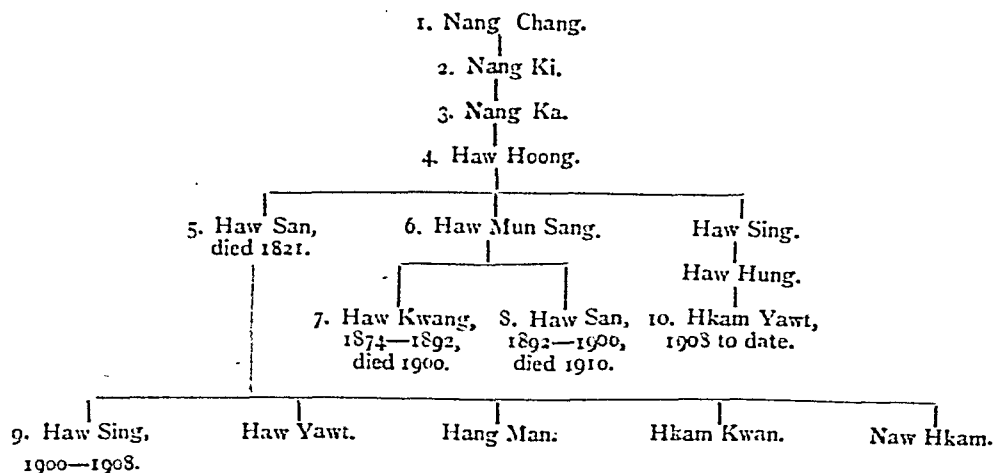 1. Nang Chang.
2. Nang Ki.
3. Nang Ka.
4. Haw Hoong.
5. Haw San,
died 1821.
6. Haw Mun Sang.
Haw Sing.
Haw Hung.
7. Haw Kwang,
1874—1892,
died 1900.
8. Haw San,
1892—1900,
died 1910.
10. Hkam Yawt,
1908 to date.
9. Haw Sing,
1900—1908.
Haw Yawt.
Hang Man.
Hkam Kwan.
Naw Hkam.